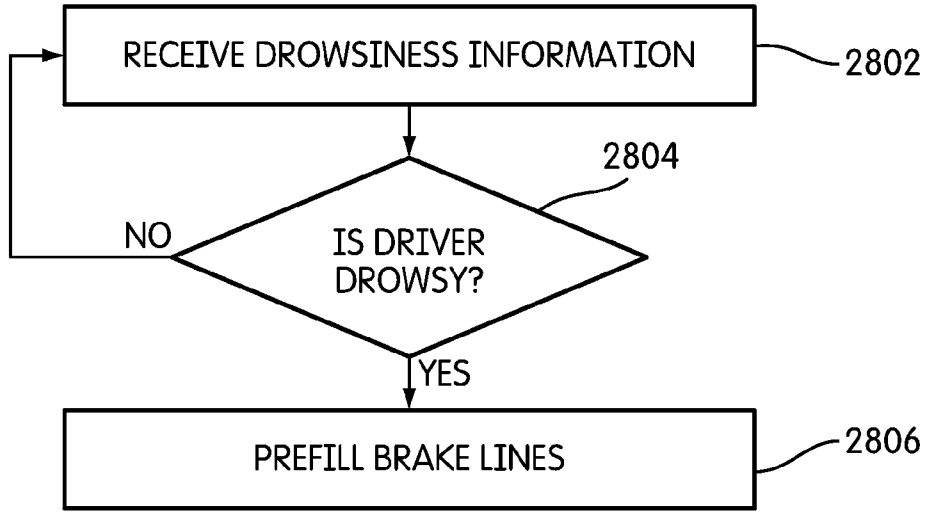 RECEIVE DROWSINESS INFORMATION
2802
2804
NO
IS DRIVER
DROWSY?
YES
PREFILL BRAKE LINES
2806